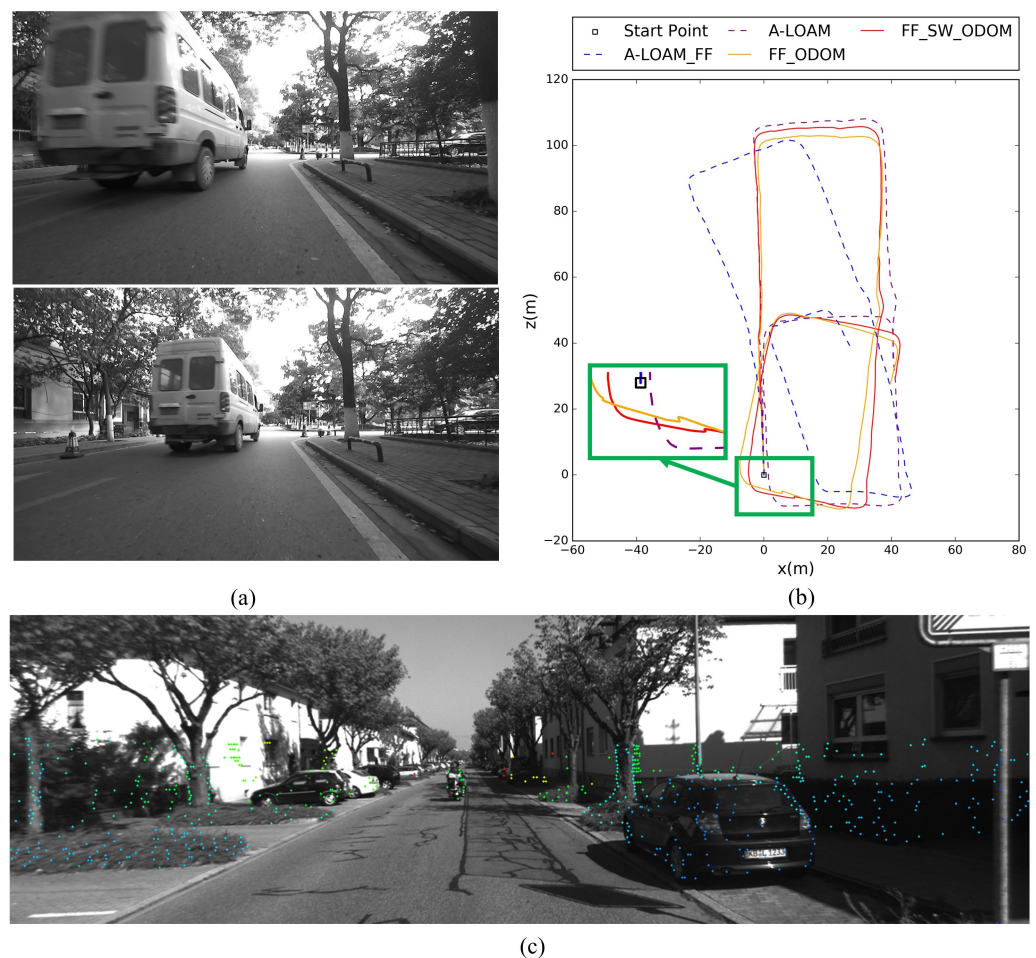 Start Point A-LOAM FF_SW_ODOM
A-LOAM_FF FF_ODOM
120
100
80
60
40
20
0
−20
z(m)
−60 −40 −20 0 20 40 60 80
x(m)
(a)
(b)
(c)